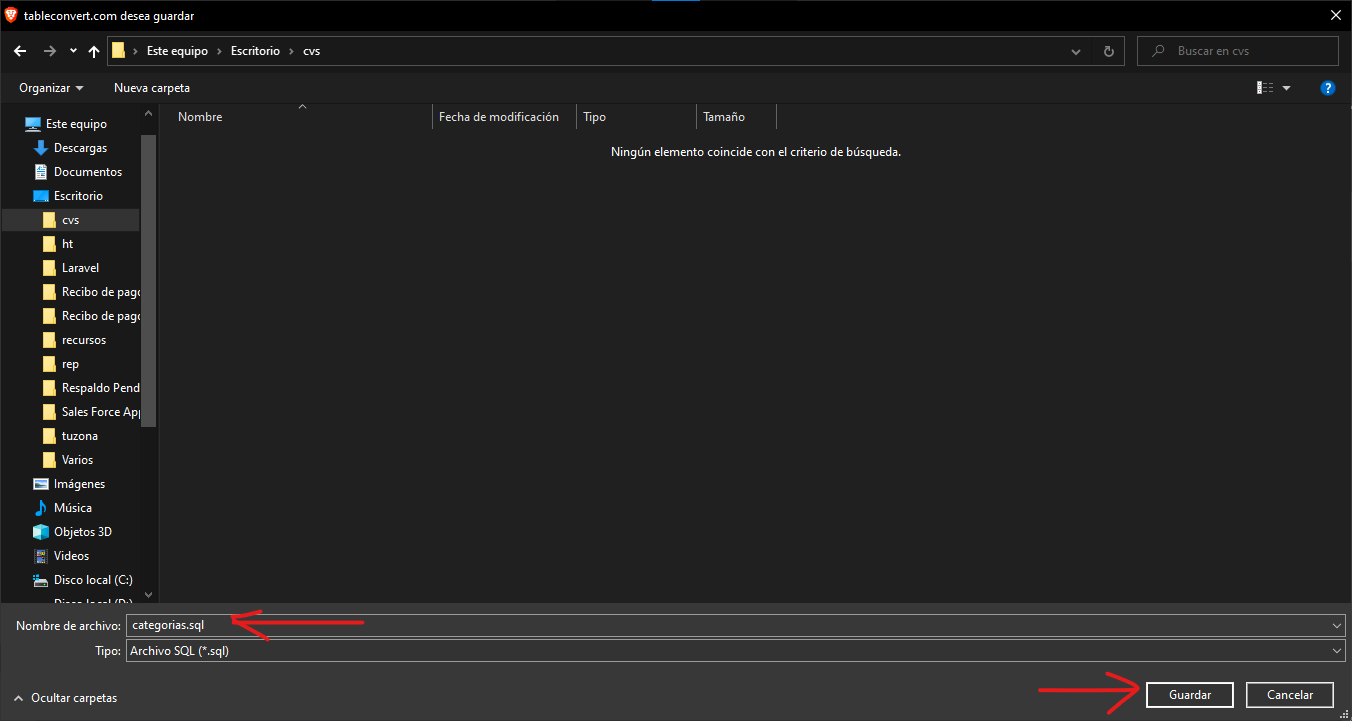 tableconvert.com desea guardar
Este equipo > Escritorio > cvs
Buscar en cvs
Organizar
Nueva carpeta
Nombre
Fecha de modificación
Tipo
Tamaño
Ningún elemento coincide con el criterio de búsqueda.
Este equipo
Descargas
Documentos
Escritorio
cvs
ht
Laravel
Recibo de pago
Recibo de pago
recursos
rep
Respaldo Pend
Sales Force App
tuzona
Varios
Imágenes
Música
Objetos 3D
Videos
Disco local (C:)
Disco local (D:)
Nombre de archivo: categorias.sql
Tipo: Archivo SQL (*.sql)
Ocultar carpetas
Guardar
Cancelar